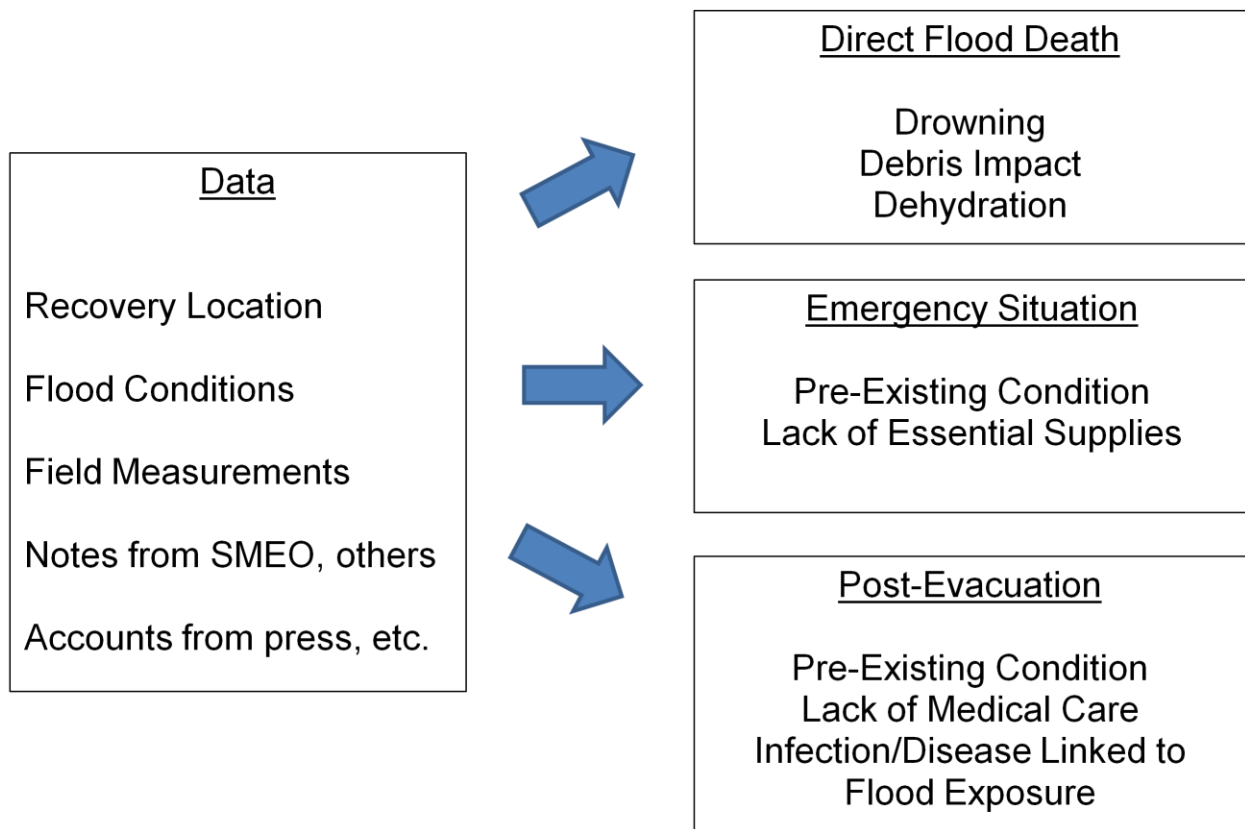 Data
Recovery Location
Flood Conditions
Field Measurements
Notes from SMEO, others
Accounts from press, etc.
Direct Flood Death
Drowning
Debris Impact
Dehydration
Emergency Situation
Pre-Existing Condition
Lack of Essential Supplies
Post-Evacuation
Pre-Existing Condition
Lack of Medical Care
Infection/Disease Linked to
Flood Exposure